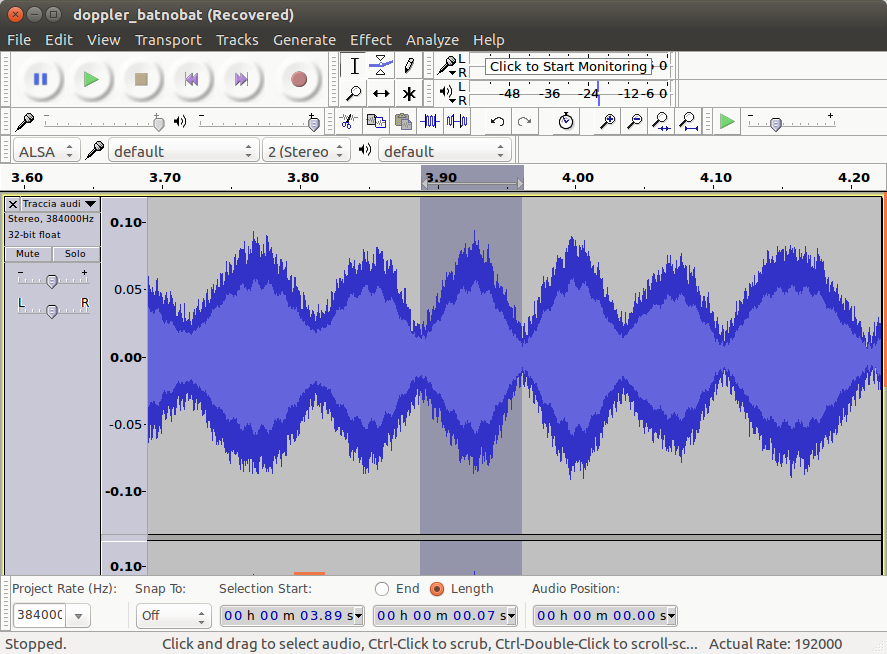 doppler_batnobat (Recovered)
File Edit View Transport Tracks Generate Effect Analyze Help
L
R
Click to Start Monitoring 0
L
R
-48 -36 -24 -12 -6 0
- + - +
- +
ALSA default 2 (Stereo default
3.60 3.70 3.80 3.90 4.00 4.10 4.20
Traccia audi
Stereo, 384000Hz
32-bit float
Mute Solo
- +
L R
0.10
0.05
0.00
-0.05
-0.10
0.10
Project Rate (Hz): Snap To: Selection Start: End Length Audio Position:
38400 Off 00 h 00 m 03.89 s 00 h 00 m 00.07 s 00 h 00 m 00.00 s
Stopped. Click and drag to select audio, Ctrl-Click to scrub, Ctrl-Double-Click to scroll-sc... Actual Rate: 192000